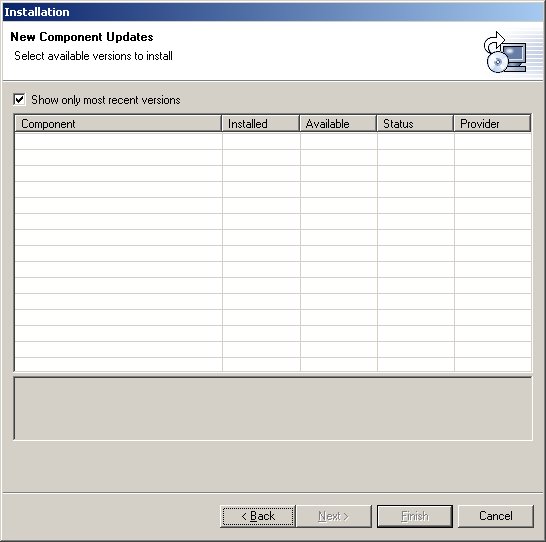 Installation
New Component Updates
Select available versions to install
Show only most recent versions
Component Installed Available Status Provider
< Back Next > Finish Cancel